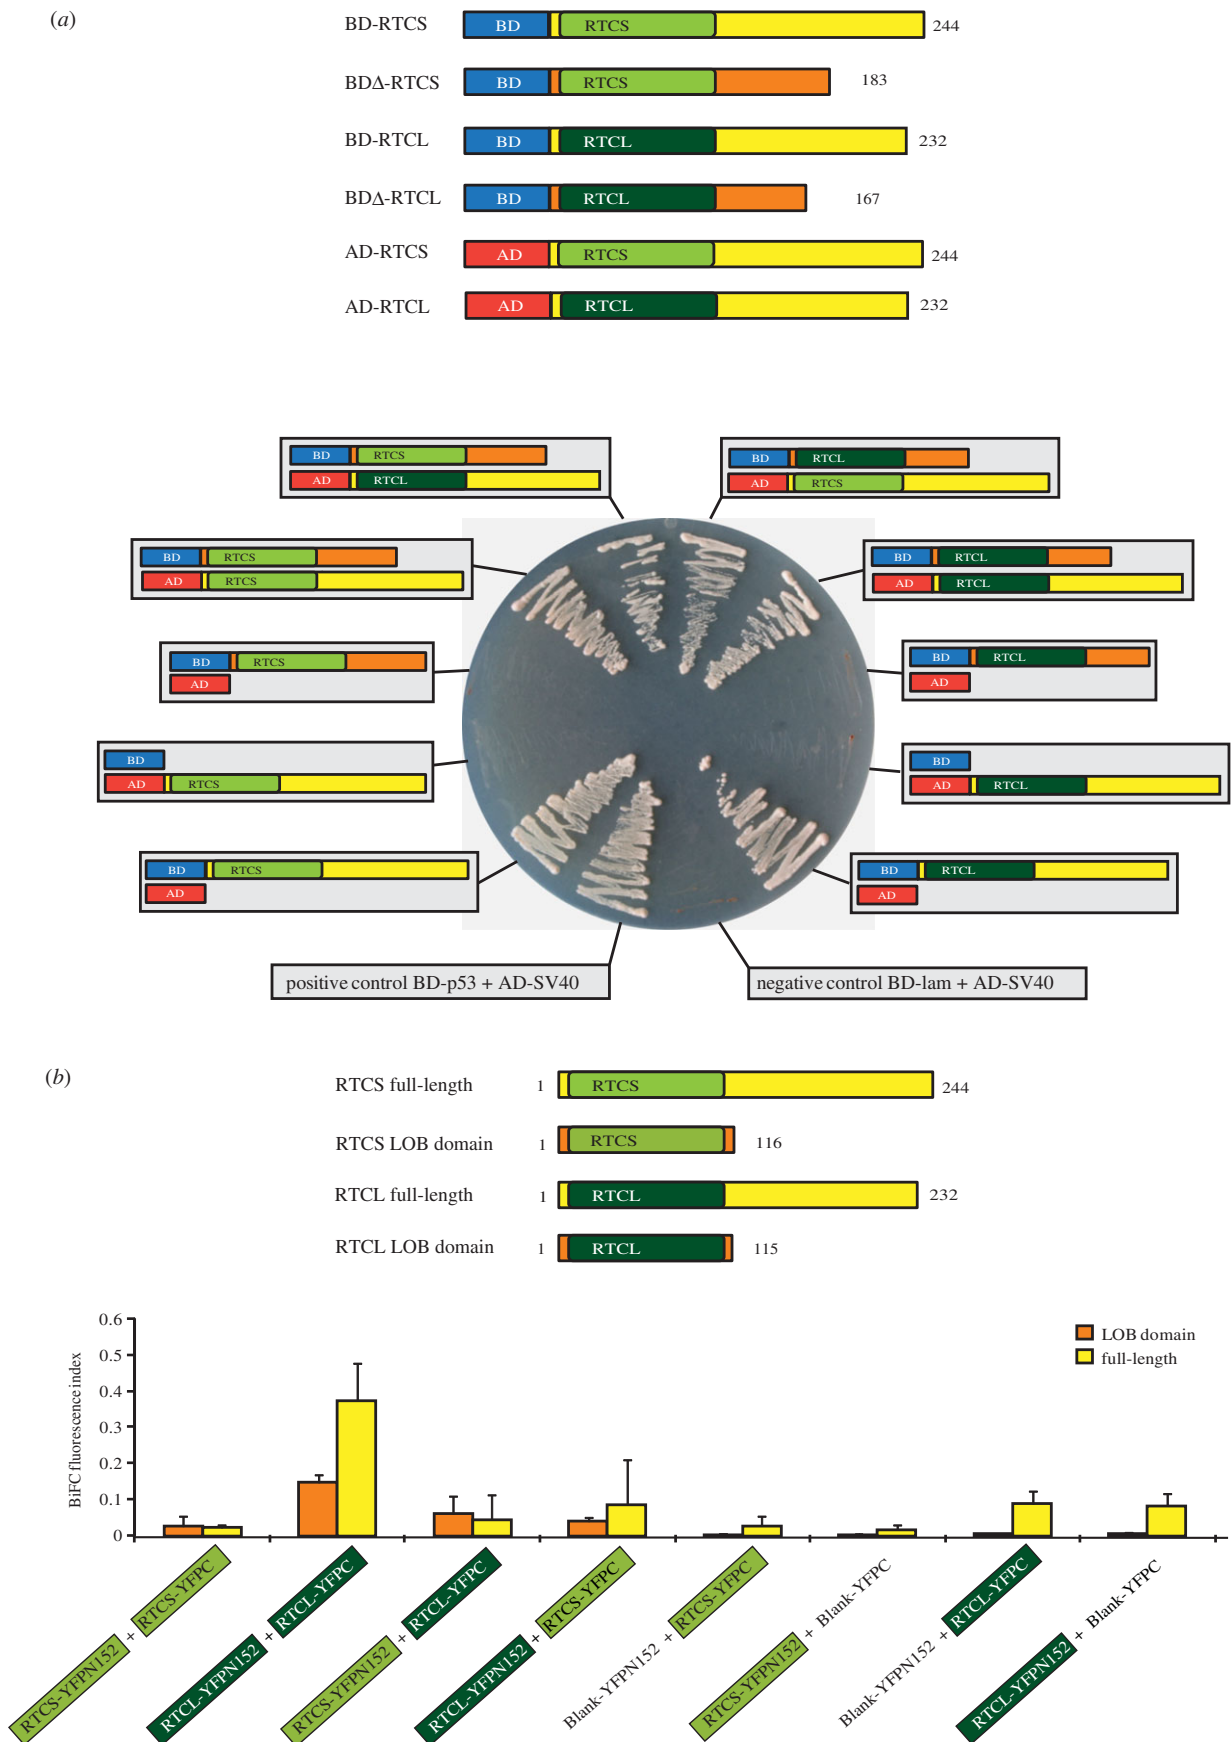 (a)
BD-RTCS BD RTCS 244
BDΔ-RTCS BD RTCS 183
BD-RTCL BD RTCL 232
BDΔ-RTCL BD RTCL 167
AD-RTCS AD RTCS 244
AD-RTCL AD RTCL 232
BD RTCS
AD RTCL
BD RTCL
AD RTCS
BD RTCS
AD RTCS
BD RTCL
AD RTCL
BD RTCS
AD
BD RTCL
AD
BD
AD RTCS
BD
AD RTCL
BD RTCS
AD
BD RTCL
AD
positive control BD-p53 + AD-SV40
negative control BD-lam + AD-SV40
(b)
RTCS full-length 1 RTCS 244
RTCS LOB domain 1 RTCS 116
RTCL full-length 1 RTCL 232
RTCL LOB domain 1 RTCL 115
BiFC fluorescence index
0.6
0.5
0.4
0.3
0.2
0.1
0
LOB domain
full-length
RTCS-YFPN152 + RTCS-YFPC
RTCL-YFPN152 + RTCL-YFPC
RTCS-YFPN152 + RTCL-YFPC
RTCL-YFPN152 + RTCS-YFPC
Blank-YFPN152 + RTCS-YFPC
RTCS-YFPN152 + Blank-YFPC
Blank-YFPN152 + RTCL-YFPC
RTCL-YFPN152 + Blank-YFPC